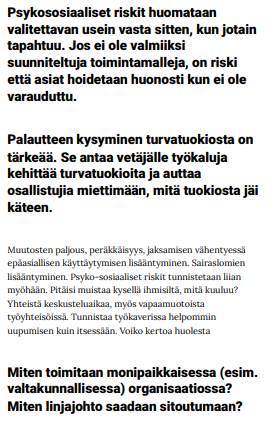 Psykososiaaliset riskit huomataan
valitettavan usein vasta sitten, kun jotain
tapahtuu. Jos ei ole valmiiksi
suunniteltuja toimintamalleja, on riski
että asiat hoidetaan huonosti kun ei ole
varauduttu.
Palautteen kysyminen turvatuokiosta on
tärkeää. Se antaa vetäjälle työkaluja
kehittää turvatuokioita ja auttaa
osallistujia miettimään, mitä tuokiosta jäi
käteen.
Muutosten paljous, peräkkäisyys, jaksamisen vähentyessä
epäasiallisen käyttäytymisen lisääntyminen. Sairaslomien
lisääntyminen. Psyko-sosiaaliset riskit tunnistetaan liian
myöhään. Pitäisi muistaa kysellä ihmisiltä, mitä kuuluu?
Yhteistä keskusteluaikaa, myös vapaamuotoista
työyhteisöissä. Tunnistaa työkaverissa helpommin
uupumisen kuin itsessään. Voiko kertoa huolesta
Miten toimitaan monipaikkaisessa (esim.
valtakunnallisessa) organisaatiossa?
Miten linjajohto saadaan sitoutumaan?